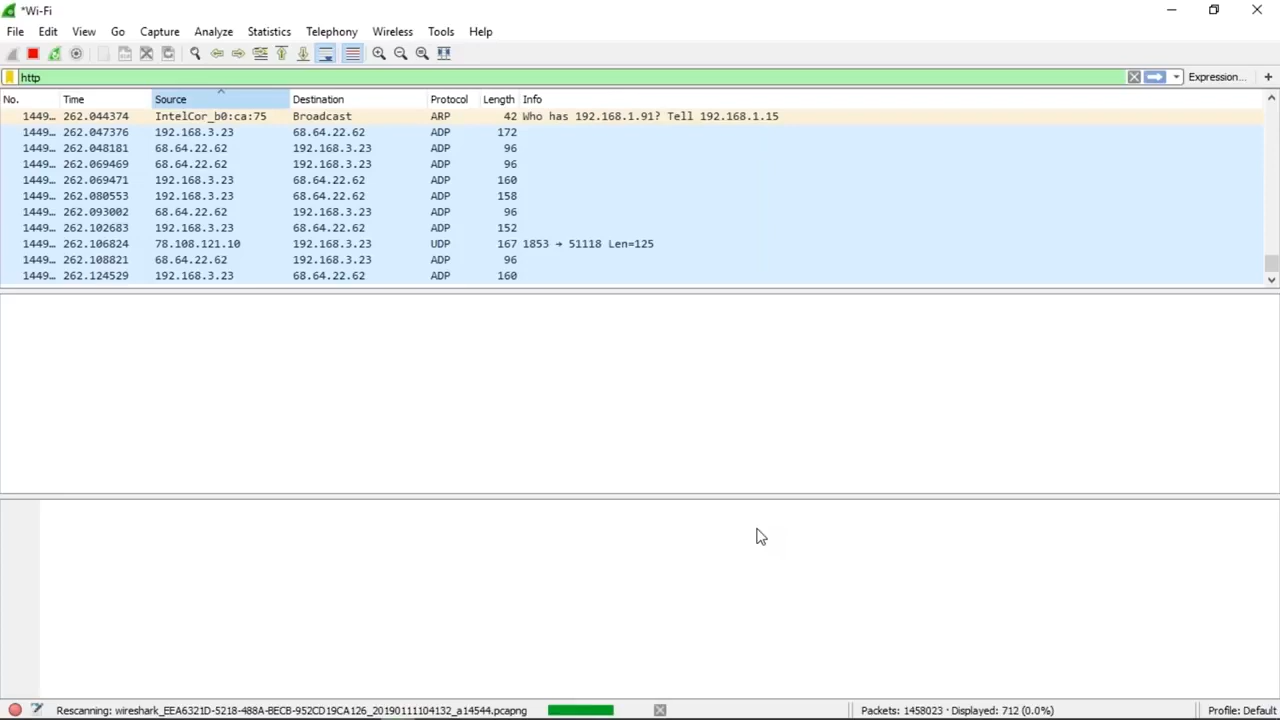 *Wi-Fi
File Edit View Go Capture Analyze Statistics Telephony Wireless Tools Help
http Expression... +
No. Time Source Destination Protocol Length Info
1449... 262.044374 IntelCor_b0:ca:75 Broadcast ARP 42 Who has 192.168.1.91? Tell 192.168.1.15
1449... 262.047376 192.168.3.23 68.64.22.62 ADP 172
1449... 262.048181 68.64.22.62 192.168.3.23 ADP 96
1449... 262.069469 68.64.22.62 192.168.3.23 ADP 96
1449... 262.069471 192.168.3.23 68.64.22.62 ADP 160
1449... 262.080553 192.168.3.23 68.64.22.62 ADP 158
1449... 262.093002 68.64.22.62 192.168.3.23 ADP 96
1449... 262.102683 192.168.3.23 68.64.22.62 ADP 152
1449... 262.106824 78.108.121.10 192.168.3.23 UDP 167 1853 → 51118 Len=125
1449... 262.108821 68.64.22.62 192.168.3.23 ADP 96
1449... 262.124529 192.168.3.23 68.64.22.62 ADP 160
Rescanning: wireshark_EEA6321D-5218-488A-BECB-952CD19CA126_20190111104132_a14544.pcapng Packets: 1458023 · Displayed: 712 (0.0%) Profile: Default